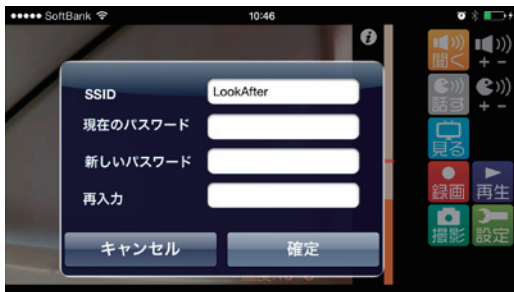 SoftBank 10:46
SSID LookAfter
現在のパスワード
新しいパスワード
再入力
キャンセル 確定
聞く + -
話す + -
見る
録画 再生
撮影 設定